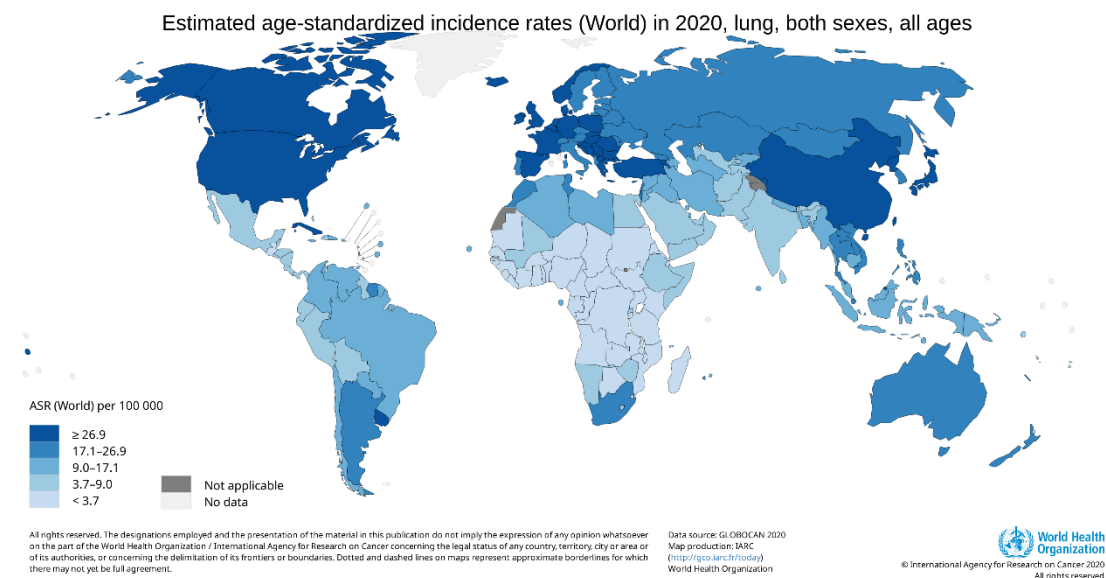 Estimated age-standardized incidence rates (World) in 2020, lung, both sexes, all ages
ASR (World) per 100 000
≥ 26.9
17.1–26.9
9.0–17.1
3.7–9.0
< 3.7
Not applicable
No data
All rights reserved. The designations employed and the presentation of the material in this publication do not imply the expression of any opinion whatsoever
on the part of the World Health Organization / International Agency for Research on Cancer concerning the legal status of any country, territory, city or area or
of its authorities, or concerning the delimitation of its frontiers or boundaries. Dotted and dashed lines on maps represent approximate borderlines for which
there may not yet be full agreement.
Data source: GLOBOCAN 2020
Map production: IARC
(http://gco.iarc.fr/today)
World Health Organization
World Health
Organization
© International Agency for Research on Cancer 2020
All rights reserved